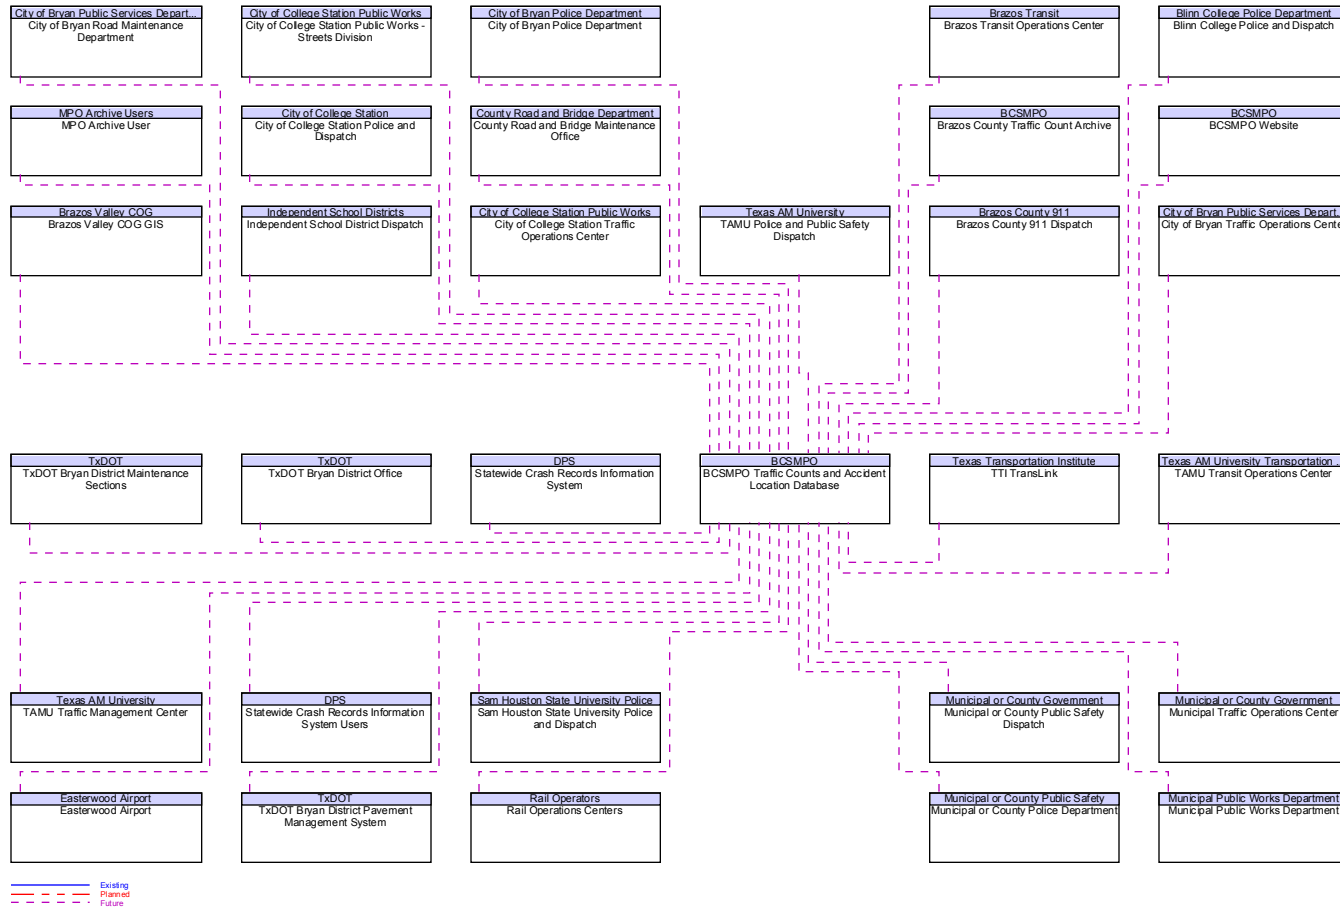 City of Bryan Public Services Depart...
City of Bryan Road Maintenance
Department
City of College Station Public Works
City of College Station Public Works -
Streets Division
City of Bryan Police Department
City of Bryan Police Department
Brazos Transit
Brazos Transit Operations Center
Blinn College Police Department
Blinn College Police and Dispatch
MPO Archive Users
MPO Archive User
City of College Station
City of College Station Police and
Dispatch
County Road and Bridge Department
County Road and Bridge Maintenance
Office
BCSMPO
Brazos County Traffic Count Archive
BCSMPO
BCSMPO Website
Brazos Valley COG
Brazos Valley COG GIS
Independent School Districts
Independent School District Dispatch
City of College Station Public Works
City of College Station Traffic
Operations Center
Texas AM University
TAMU Police and Public Safety
Dispatch
Brazos County 911
Brazos County 911 Dispatch
City of Bryan Public Services Depart...
City of Bryan Traffic Operations Cente
TxDOT
TxDOT Bryan District Maintenance
Sections
TxDOT
TxDOT Bryan District Office
DPS
Statewide Crash Records Information
System
BCSMPO
BCSMPO Traffic Counts and Accident
Location Database
Texas Transportation Institute
TTI TransLink
Texas AM University Transportation ...
TAMU Transit Operations Center
Texas AM University
TAMU Traffic Management Center
DPS
Statewide Crash Records Information
System Users
Sam Houston State University Police
Sam Houston State University Police
and Dispatch
Municipal or County Government
Municipal or County Public Safety
Dispatch
Municipal or County Government
Municipal Traffic Operations Center
Easterwood Airport
Easterwood Airport
TxDOT
TxDOT Bryan District Pavement
Management System
Rail Operators
Rail Operations Centers
Municipal or County Public Safety
Municipal or County Police Department
Municipal Public Works Department
Municipal Public Works Department
Existing
Planned
Future